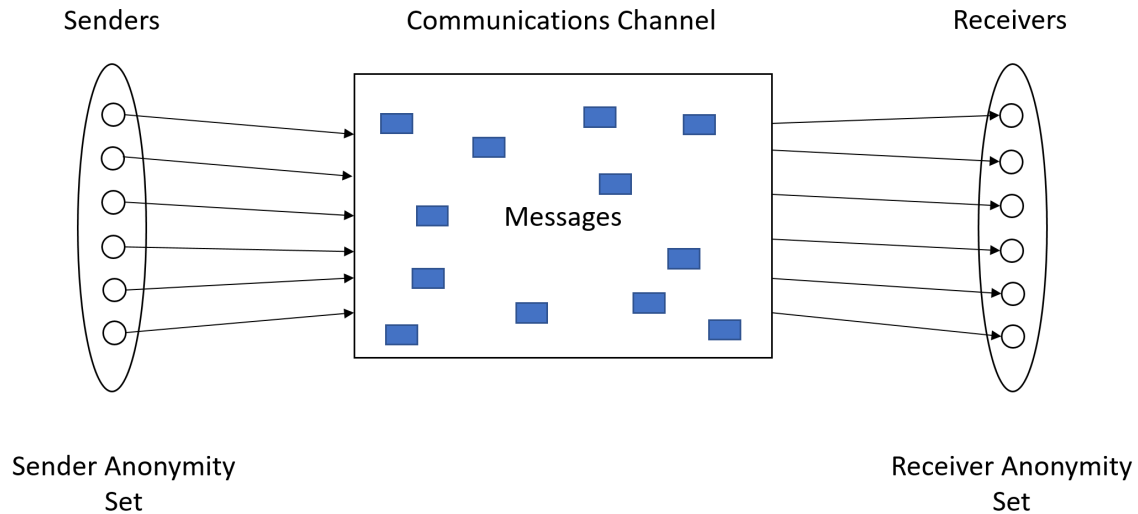 Senders
Communications Channel
Receivers
Messages
Sender Anonymity
Set
Receiver Anonymity
Set